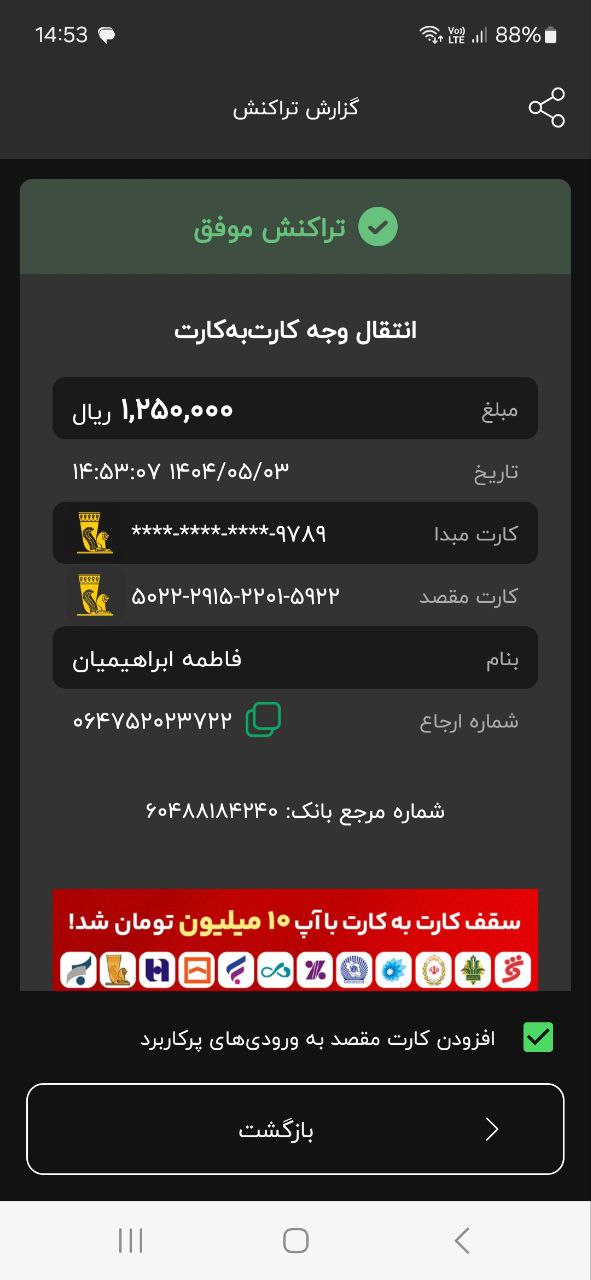 14:53
Vo)) LTE
88%
گزارش تراکنش
تراکنش موفق
انتقال وجه کارت‌به‌کارت
مبلغ ۱,۲۵۰,۰۰۰ ریال
تاریخ ۱۴۰۴/۰۵/۰۳ ۱۴:۵۳:۰۷
کارت مبدا ****-****-****-۹۷۸۹
کارت مقصد ۵۰۲۲-۲۹۱۵-۲۲۰۱-۵۹۲۲
بنام فاطمه ابراهیمیان
شماره ارجاع ۰۶۴۷۵۲۰۲۳۷۲۲
شماره مرجع بانک: ۶۰۴۸۸۱۸۴۲۴۰
سقف کارت به کارت با آپ ۱۰ میلیون تومان شد!
افزودن کارت مقصد به ورودی‌های پرکاربرد
بازگشت